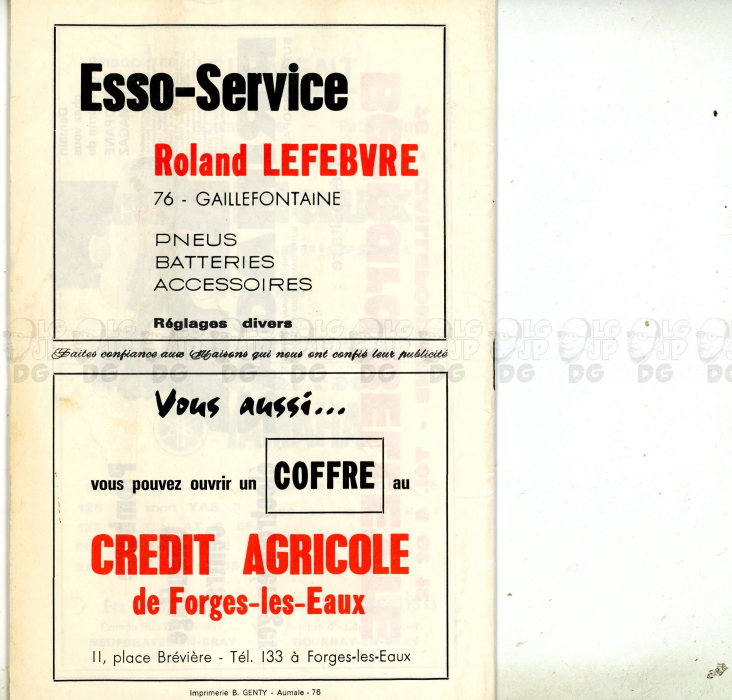 Esso-Service
Roland LEFEBVRE
76 - GAILLEFONTAINE
PNEUS
BATTERIES
ACCESSOIRES
Réglages divers
Faites confiance aux Maisons qui nous ont confié leur publicité
Vous aussi...
vous pouvez ouvrir un COFFRE au
CREDIT AGRICOLE
de Forges-les-Eaux
11, place Brévière - Tél. 133 à Forges-les-Eaux
Imprimerie B. GENTY - Aumale - 76